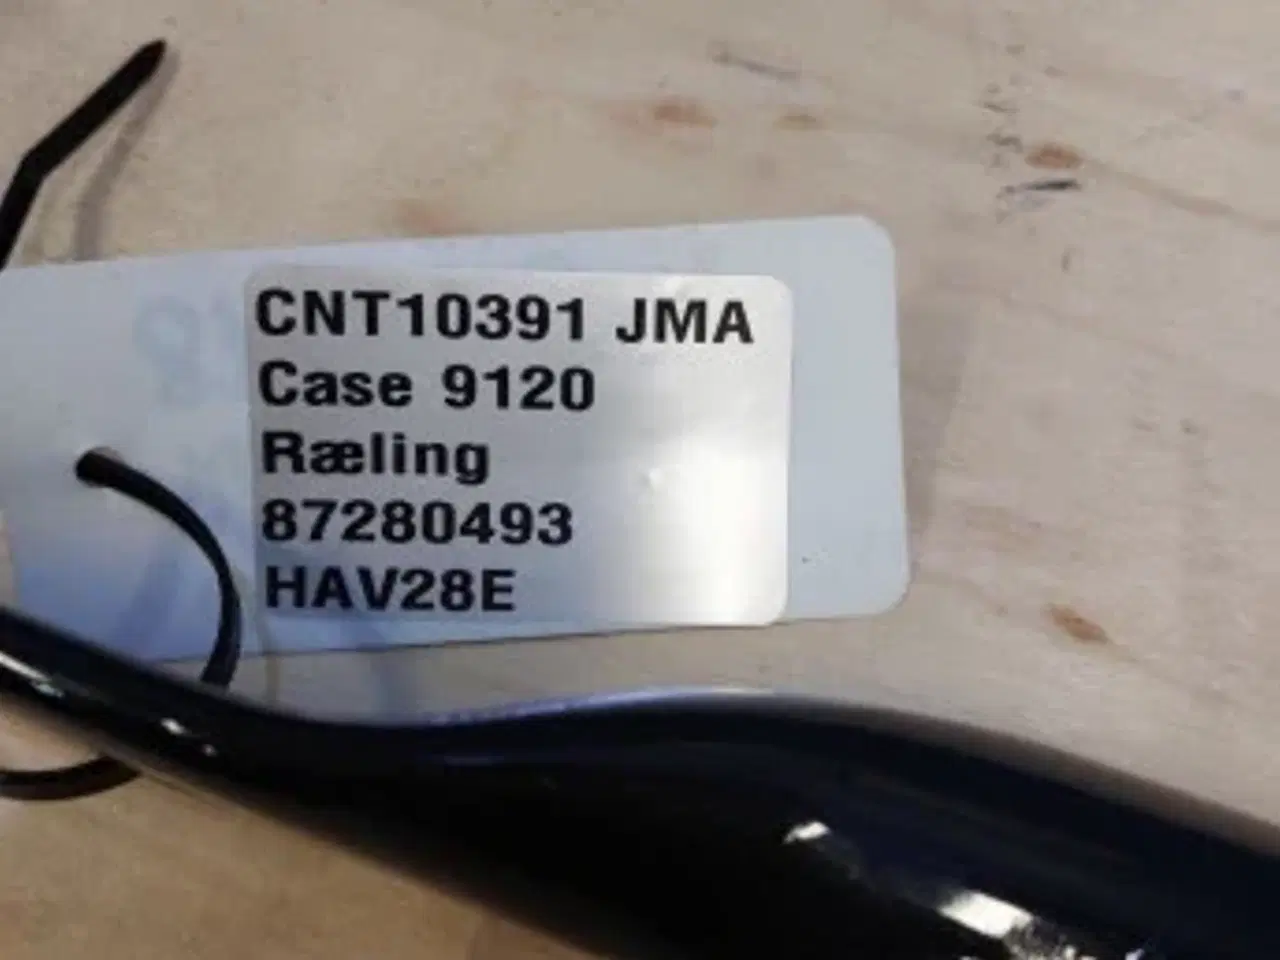 CNT10391 JMA
Case 9120
Ræling
87280493
HAV28E